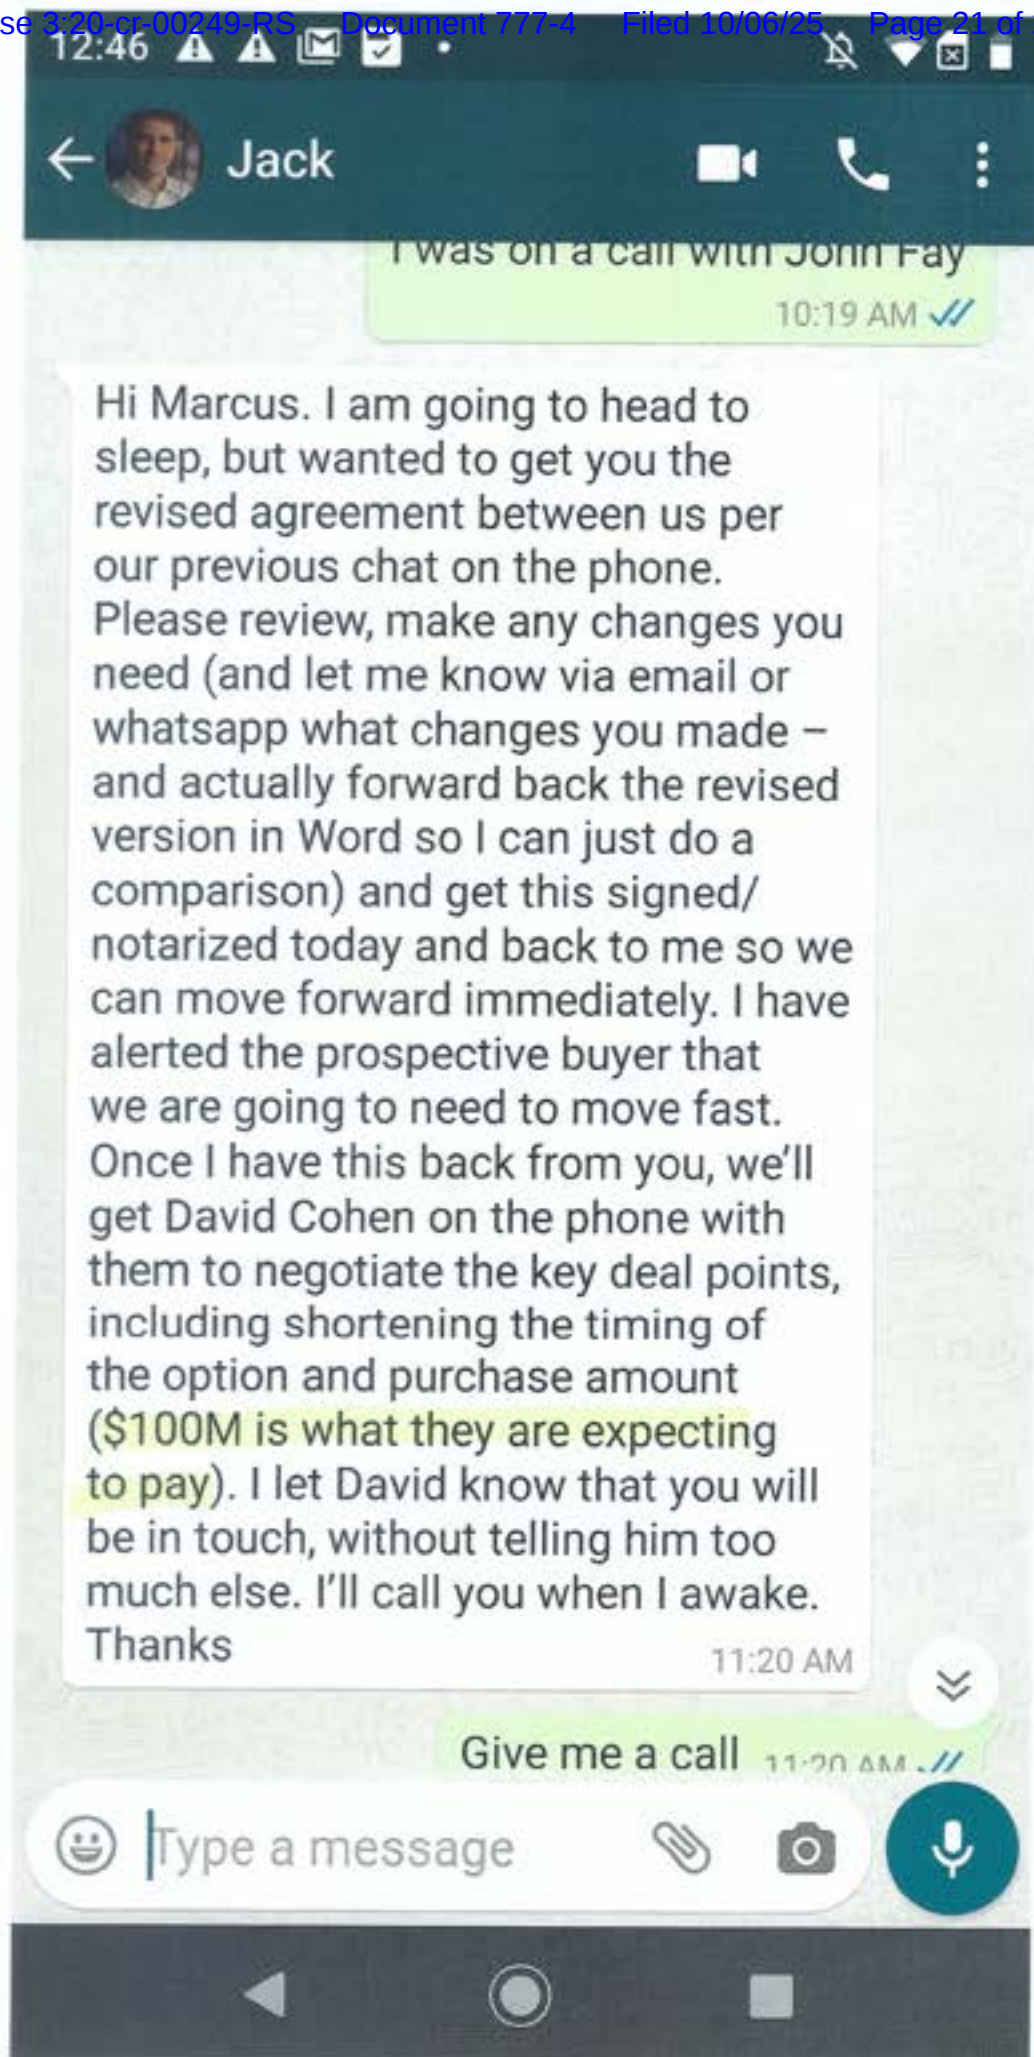 se 3:20-cr-00249-RS Document 777-4 Filed 10/06/25 Page 21 of
12:46
Jack
I was on a call with John Fay
10:19 AM
Hi Marcus. I am going to head to
sleep, but wanted to get you the
revised agreement between us per
our previous chat on the phone.
Please review, make any changes you
need (and let me know via email or
whatsapp what changes you made –
and actually forward back the revised
version in Word so I can just do a
comparison) and get this signed/
notarized today and back to me so we
can move forward immediately. I have
alerted the prospective buyer that
we are going to need to move fast.
Once I have this back from you, we’ll
get David Cohen on the phone with
them to negotiate the key deal points,
including shortening the timing of
the option and purchase amount
($100M is what they are expecting
to pay). I let David know that you will
be in touch, without telling him too
much else. I’ll call you when I awake.
Thanks
11:20 AM
Give me a call 11:20 AM
Type a message